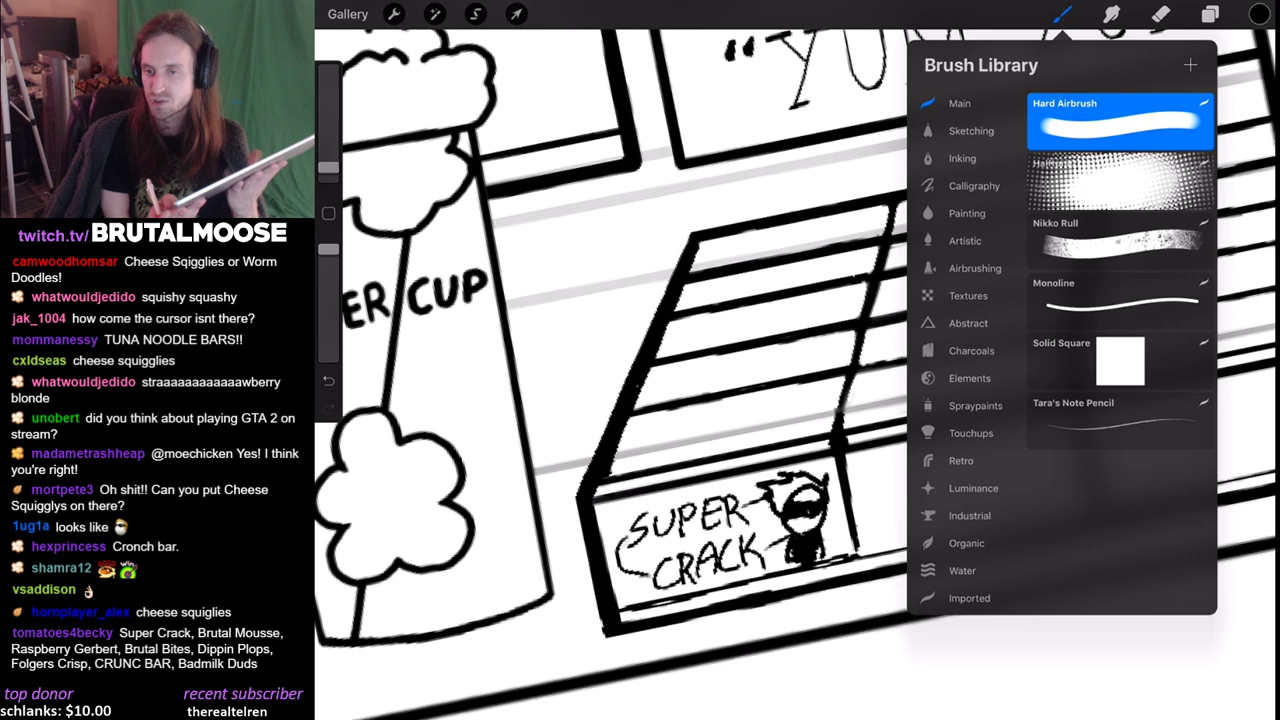 twitch.tv/BRUTALMOOSE
camwoodhomsar Cheese Sqigglies or Worm
Doodles!
whatwouldjedido squishy squashy
jak_1004 how come the cursor isnt there?
mommanessy TUNA NOODLE BARS!!
cxldseas cheese squigglies
whatwouldjedido straaaaaaaaaaawberry
blonde
unobert did you think about playing GTA 2 on
stream?
madametrashheap @moechicken Yes! I think
you're right!
mortpete3 Oh shit!! Can you put Cheese
Squigglys on there?
1ug1a looks like
hexprincess Cronch bar.
shamra12
vsaddison
hornplayer_alex cheese squiglies
tomatoes4becky Super Crack, Brutal Mousse,
Raspberry Gerbert, Brutal Bites, Dippin Plops,
Folgers Crisp, CRUNC BAR, Badmilk Duds
top donor
schlanks: $10.00
recent subscriber
therealtelren
Gallery
"YO
ER CUP
SUPER
CRACK
Brush Library
Main
Sketching
Inking
Calligraphy
Painting
Artistic
Airbrushing
Textures
Abstract
Charcoals
Elements
Spraypaints
Touchups
Retro
Luminance
Industrial
Organic
Water
Imported
Hard Airbrush
Nikko Rull
Monoline
Solid Square
Tara's Note Pencil